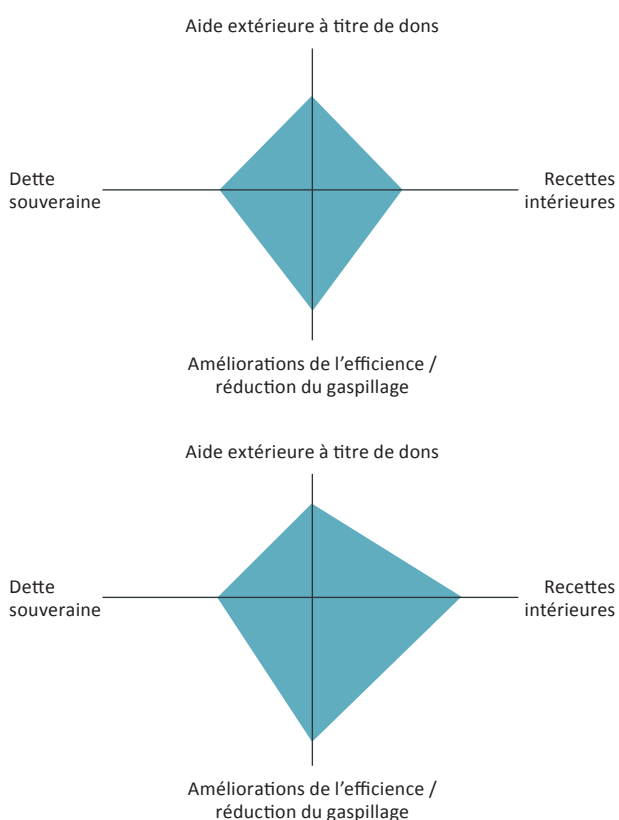 Aide extérieure à titre de dons
Dette
souveraine
Recettes
intérieures
Améliorations de l'efficience /
réduction du gaspillage
Aide extérieure à titre de dons
Dette
souveraine
Recettes
intérieures
Améliorations de l'efficience /
réduction du gaspillage